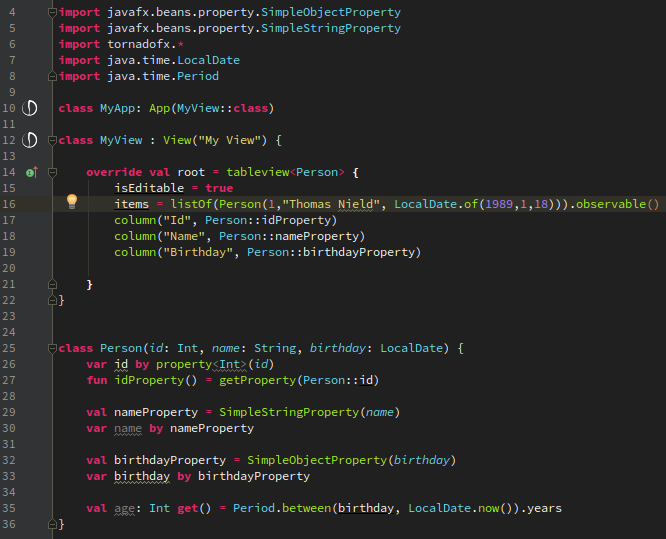 4 import javafx.beans.property.SimpleObjectProperty
5 import javafx.beans.property.SimpleStringProperty
6 import tornadofx.*
7 import java.time.LocalDate
8 import java.time.Period
9
10 class MyApp: App(MyView::class)
11
12 class MyView : View("My View") {
13
14     override val root = tableview<Person> {
15         isEditable = true
16         items = listOf(Person(1,"Thomas Nield", LocalDate.of(1989,1,18))).observable()
17         column("Id", Person::idProperty)
18         column("Name", Person::nameProperty)
19         column("Birthday", Person::birthdayProperty)
20
21     }
22 }
23
24
25 class Person(id: Int, name: String, birthday: LocalDate) {
26     var id by property<Int>(id)
27     fun idProperty() = getProperty(Person::id)
28
29     val nameProperty = SimpleStringProperty(name)
30     var name by nameProperty
31
32     val birthdayProperty = SimpleObjectProperty(birthday)
33     var birthday by birthdayProperty
34
35     val age: Int get() = Period.between(birthday, LocalDate.now()).years
36 }